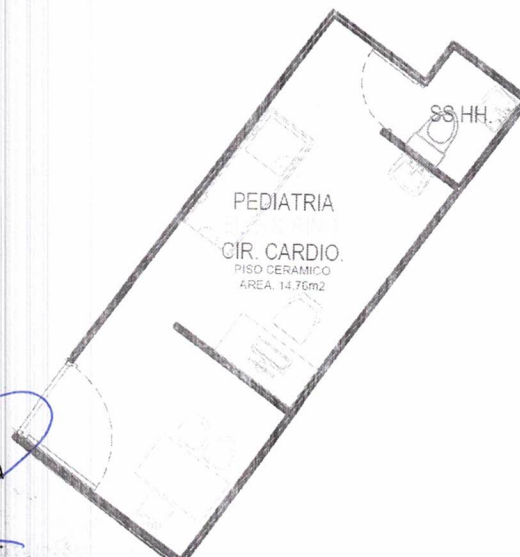 SS.HH.
PEDIATRIA
CIR. CARDIO.
PISO CERAMICO
AREA. 14.76m2